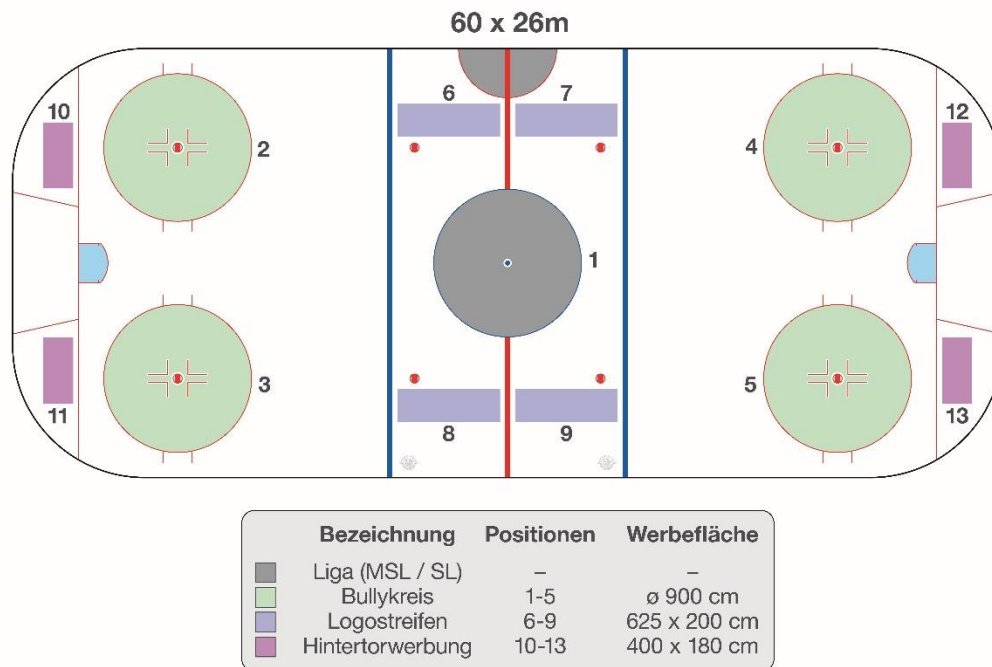 60 x 26m
6 7
10 12
2 4
1
3 5
11 13
8 9
Bezeichnung Positionen Werbefläche
Liga (MSL / SL) – –
Bullykreis 1-5 ø 900 cm
Logostreifen 6-9 625 x 200 cm
Hintertorwerbung 10-13 400 x 180 cm